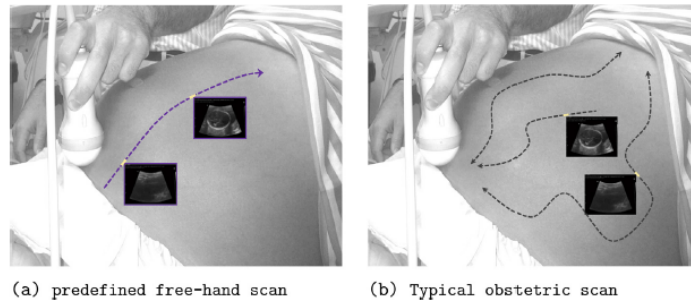 (a) predefined free-hand scan
(b) Typical obstetric scan